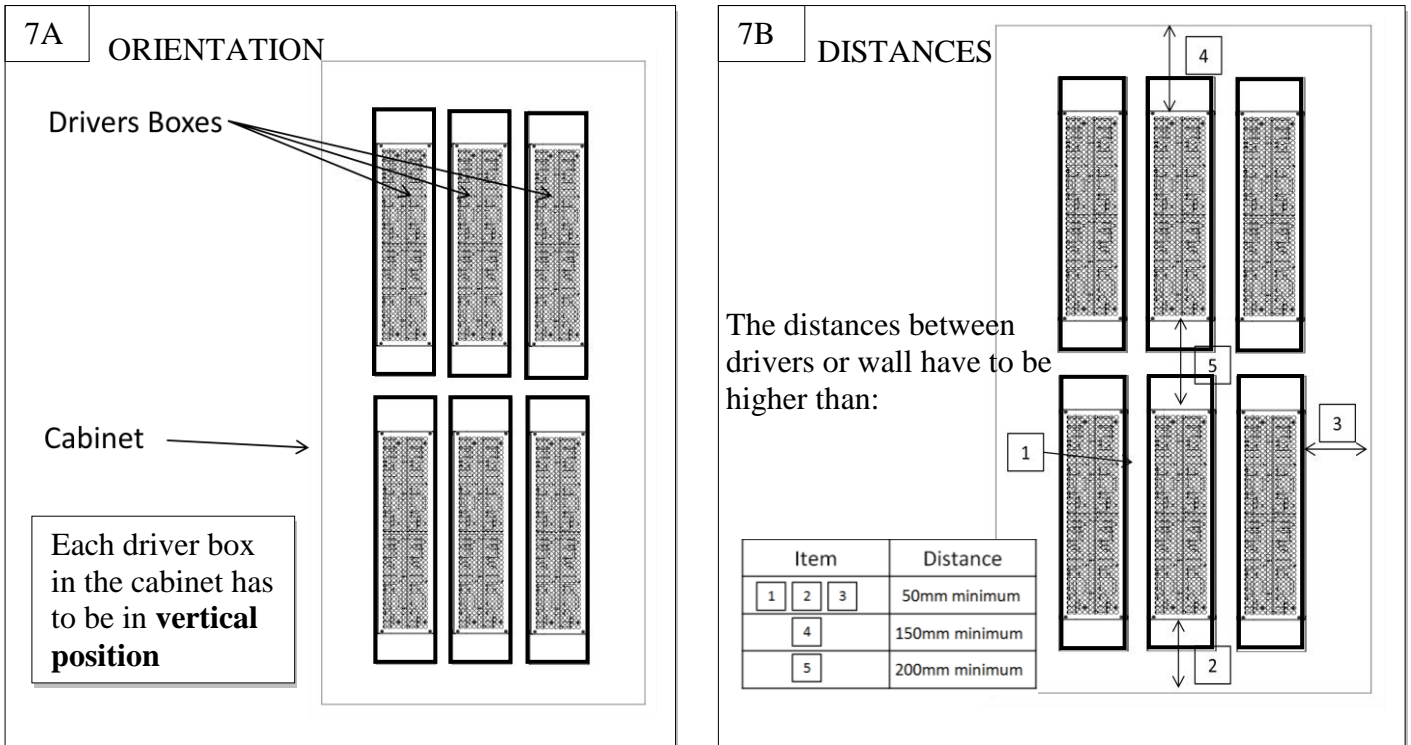 7A
ORIENTATION
Drivers Boxes
Cabinet
Each driver box
in the cabinet has
to be in vertical
position
7B
DISTANCES
4
The distances between
drivers or wall have to be
higher than:
5
3
1
Item Distance
1 2 3 50mm minimum
4 150mm minimum
5 200mm minimum
2